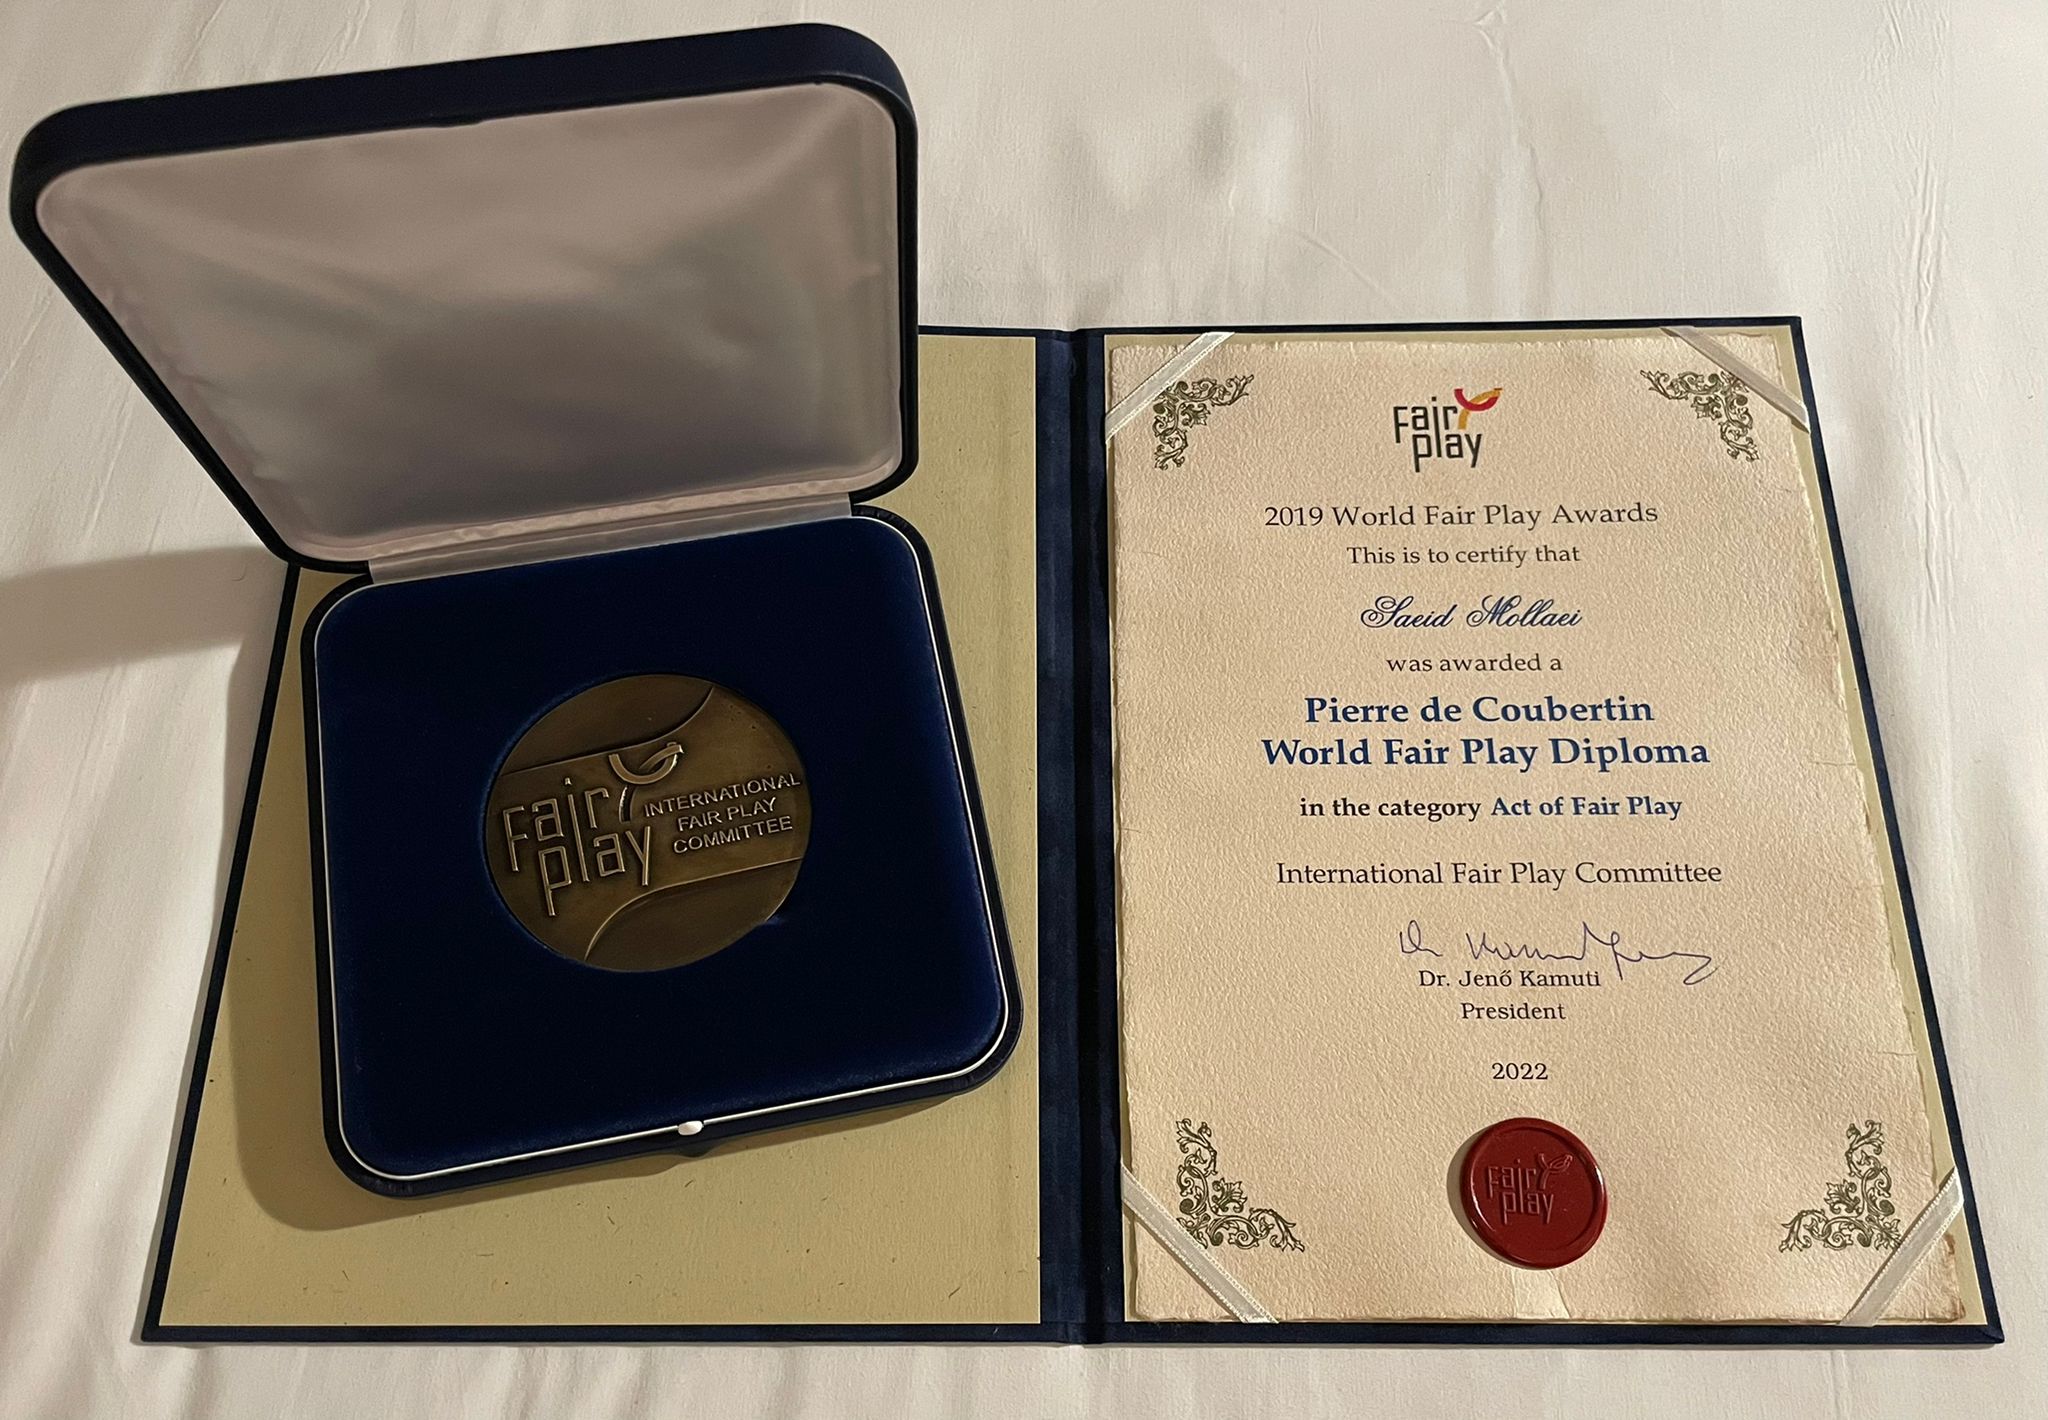 Fair play
INTERNATIONAL
FAIR PLAY
COMMITTEE
Fair play
2019 World Fair Play Awards
This is to certify that
Saeid Mollaei
was awarded a
Pierre de Coubertin
World Fair Play Diploma
in the category Act of Fair Play
International Fair Play Committee
Dr. Jenő Kamuti
President
2022
Fair play